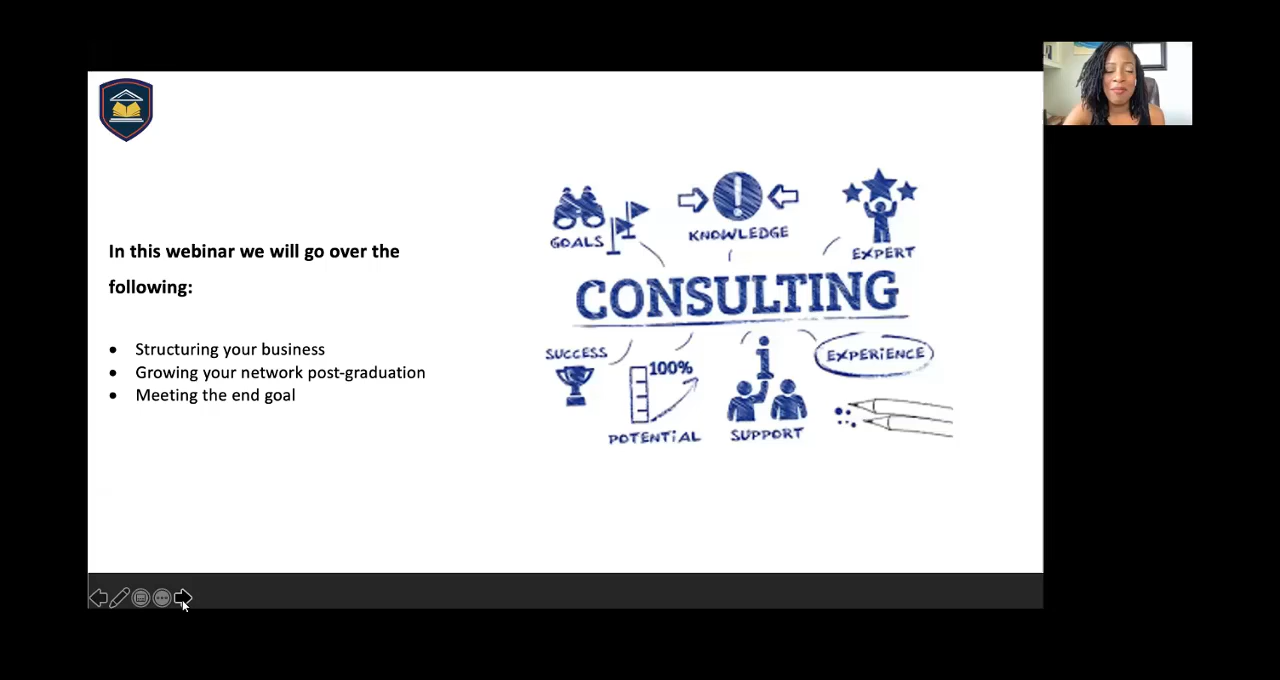 In this webinar we will go over the
following:
• Structuring your business
• Growing your network post-graduation
• Meeting the end goal
GOALS
KNOWLEDGE
EXPERT
CONSULTING
SUCCESS
100%
EXPERiENCE
POTENTiAL
SUPPORT